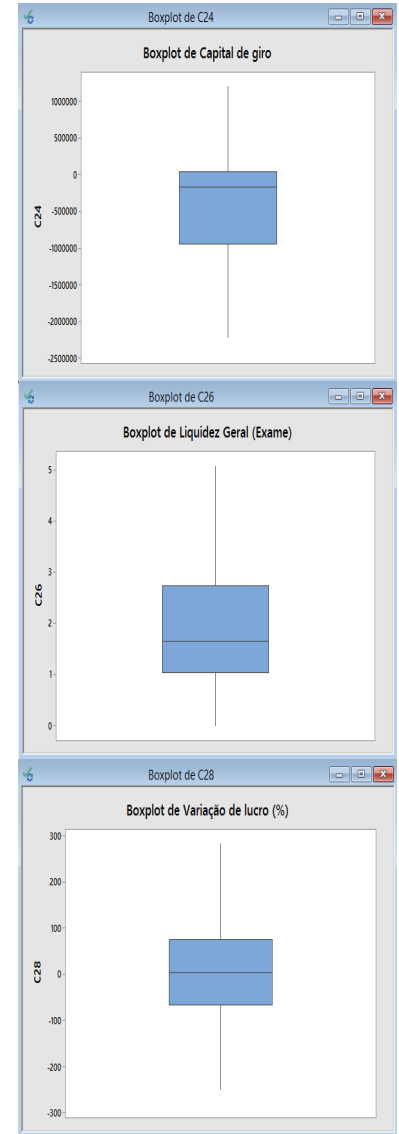 Boxplot de C24
Boxplot de Capital de giro
1000000
500000
0
-500000
-1000000
-1500000
-2000000
-2500000
C24
Boxplot de C26
Boxplot de Liquidez Geral (Exame)
5
4
3
2
1
0
C26
Boxplot de C28
Boxplot de Variação de lucro (%)
300
200
100
0
-100
-200
-300
C28